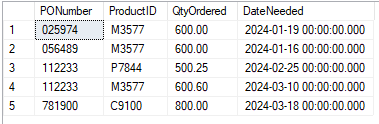 PONumber ProductID QtyOrdered DateNeeded
1 025974 M3577 600.00 2024-01-19 00:00:00.000
2 056489 M3577 600.00 2024-01-16 00:00:00.000
3 112233 P7844 500.25 2024-02-25 00:00:00.000
4 112233 M3577 600.60 2024-03-10 00:00:00.000
5 781900 C9100 800.00 2024-03-18 00:00:00.000